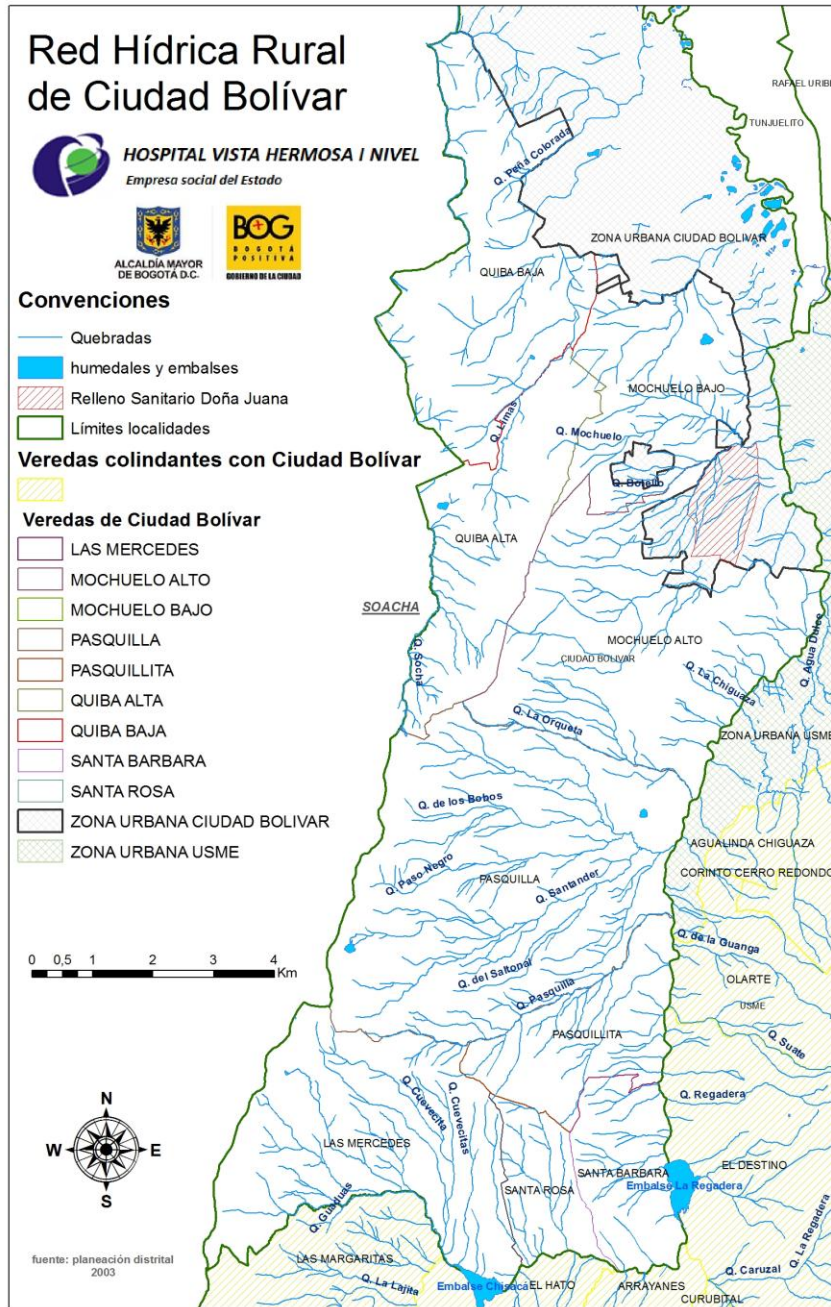 Red Hídrica Rural
de Ciudad Bolívar
HOSPITAL VISTA HERMOSA I NIVEL
Empresa social del Estado
ALCALDÍA MAYOR
DE BOGOTÁ D.C.
BOG
BOGOTÁ
POSITIVA
GOBIERNO DE LA CIUDAD
Convenciones
Quebradas
humedales y embalses
Relleno Sanitario Doña Juana
Límites localidades
Veredas colindantes con Ciudad Bolívar
Veredas de Ciudad Bolívar
LAS MERCEDES
MOCHUELO ALTO
MOCHUELO BAJO
PASQUILLA
PASQUILLITA
QUIBA ALTA
QUIBA BAJA
SANTA BARBARA
SANTA ROSA
ZONA URBANA CIUDAD BOLIVAR
ZONA URBANA USME
0 0,5 1 2 3 4
Km
N
W E
S
fuente: planeación distrital
2003
RAFAEL URIBE
TUNJUELITO
Q. Peña Colorada
ZONA URBANA CIUDAD BOLIVAR
QUIBA BAJA
MOCHUELO BAJO
Q. Limas
Q. Mochuelo
Q. Botello
QUIBA ALTA
SOACHA
MOCHUELO ALTO
CIUDAD BOLIVAR
Q. Socha
Q. La Chiguaza
Q. Agua Dulce
Q. La Orqueta
ZONA URBANA USME
Q. de los Bobos
AGUALINDA CHIGUAZA
Q. Paso Negro
PASQUILLA
Q. Santander
CORINTO CERRO REDONDO
Q. de la Guanga
Q. del Saltonal
OLARTE
Q. Pasquilla
USME
PASQUILLITA
Q. Suate
Q. Cuevecita
Q. Cuevecitas
Q. Regadera
LAS MERCEDES
SANTA BARBARA
EL DESTINO
SANTA ROSA
Embalse La Regadera
Q. Guaduas
Q. La Regadera
LAS MARGARITAS
Q. Caruzal
Q. La Lajita
Embalse Chisacá
EL HATO
ARRAYANES
CURUBITAL